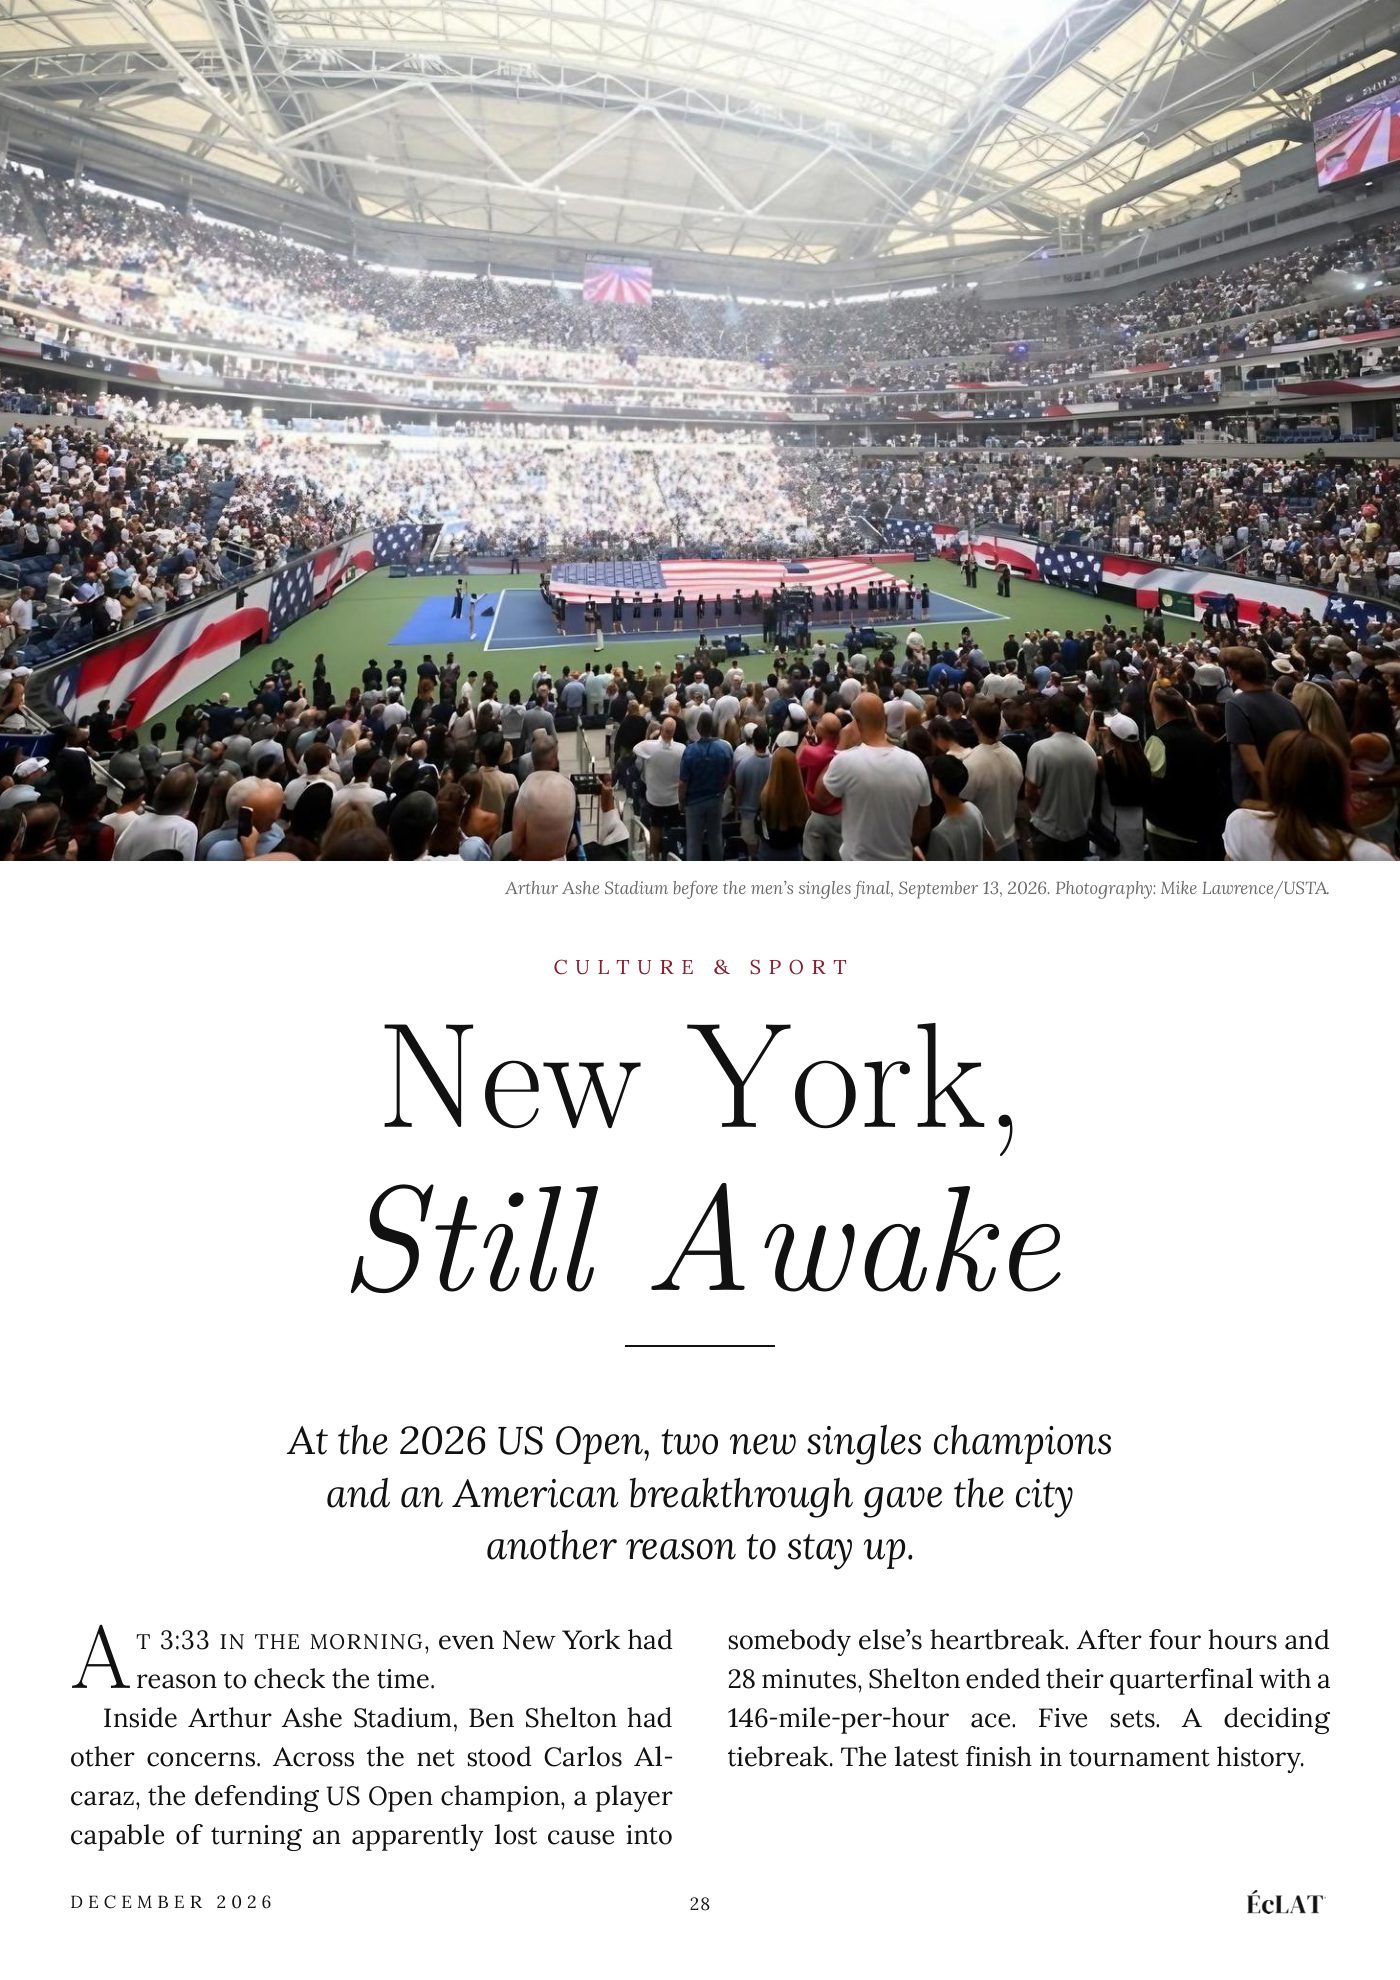 Arthur Ashe Stadium before the men's singles final, September 13, 2026. Photography: Mike Lawrence/USTA.
CULTURE & SPORT
New York,
Still Awake
At the 2026 US Open, two new singles champions
and an American breakthrough gave the city
another reason to stay up.
AT 3:33 IN THE MORNING, even New York had
reason to check the time.
Inside Arthur Ashe Stadium, Ben Shelton had
other concerns. Across the net stood Carlos Al-
caraz, the defending US Open champion, a player
capable of turning an apparently lost cause into
somebody else's heartbreak. After four hours and
28 minutes, Shelton ended their quarterfinal with a
146-mile-per-hour ace. Five sets. A deciding
tiebreak. The latest finish in tournament history.
DECEMBER 2026
28
ÉcLAT